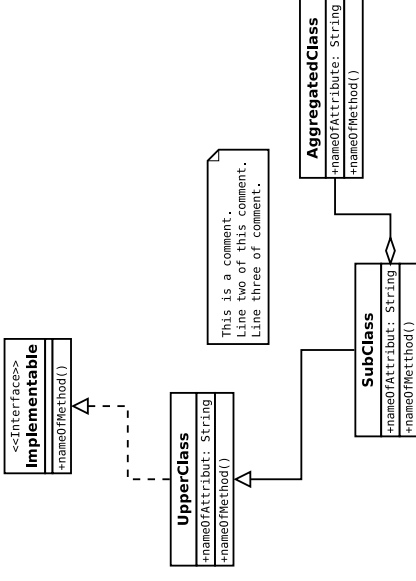 <<Interface>>
Implementable
+nameOfMethod()
UpperClass
+nameOfAttribut: String
+nameOfMethod()
This is a comment.
Line two of this comment.
Line three of comment.
AggregatedClass
+nameOfAttribute: String
+nameOfMethod()
SubClass
+nameOfAttribut: String
+nameOfMetthod()